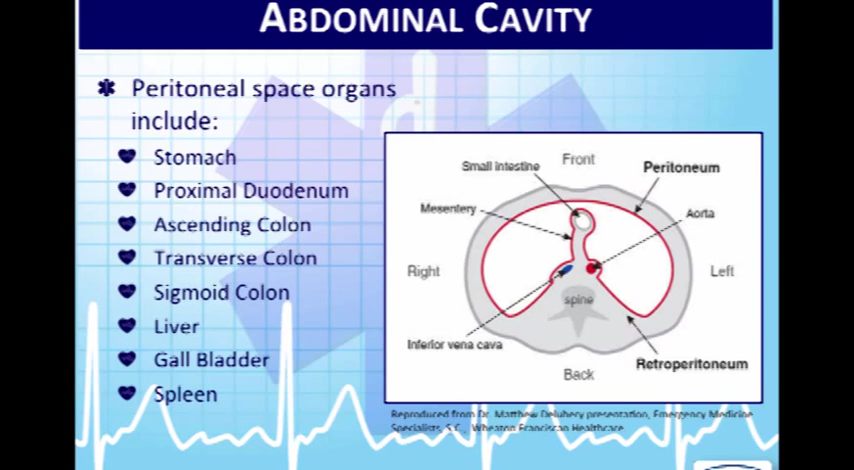 ABDOMINAL CAVITY
Peritoneal space organs
include:
Stomach
Proximal Duodenum
Ascending Colon
Transverse Colon
Sigmoid Colon
Liver
Gall Bladder
Spleen
Small intestine
Front
Peritoneum
Mesentery
Aorta
Right
Left
spine
Inferior vena cava
Retroperitoneum
Back
Reproduced from Dr. Matthew Deluhery presentation, Emergency Medicine
Specialists, S.C., Wheaton Franciscan Healthcare